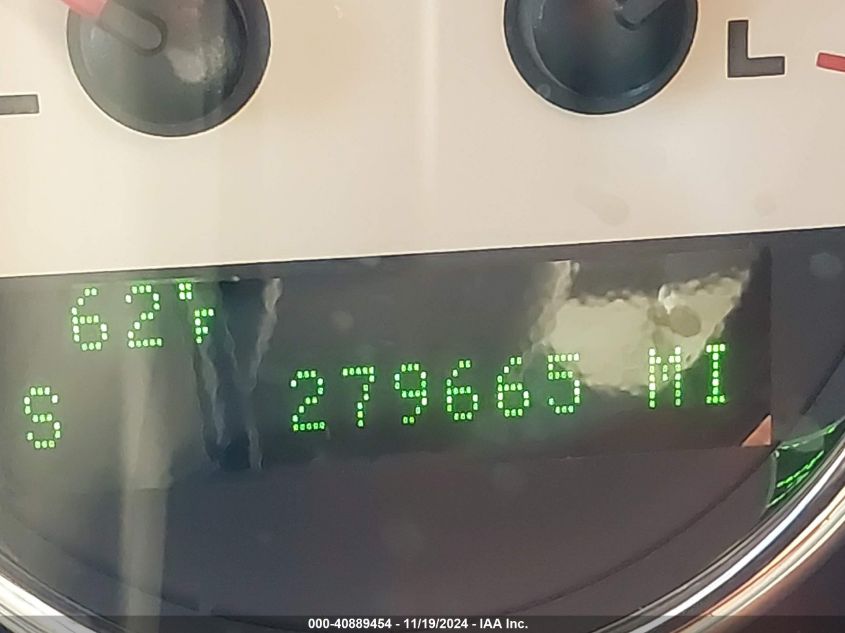 L
62°F
S 279665 MI
000-40889454 - 11/19/2024 - IAA Inc.